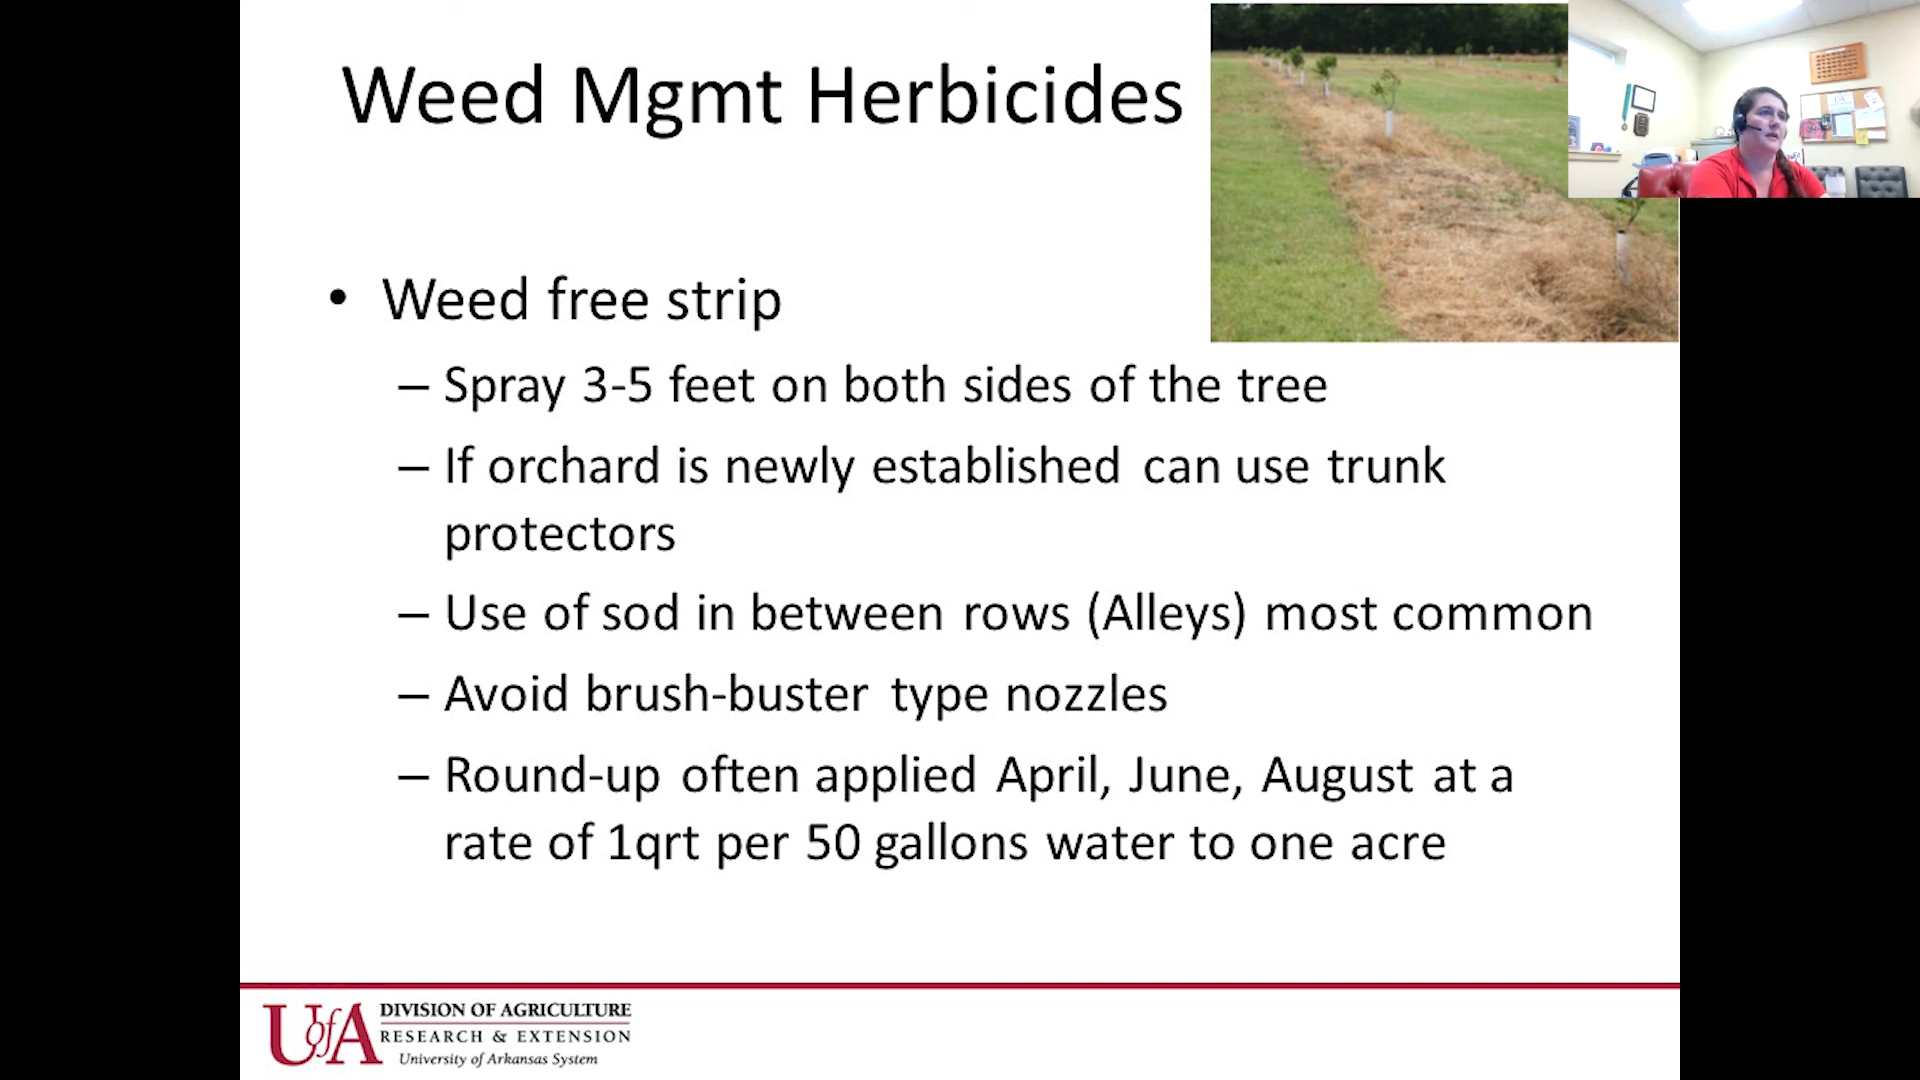 Weed Mgmt Herbicides
• Weed free strip
– Spray 3-5 feet on both sides of the tree
– If orchard is newly established can use trunk
protectors
– Use of sod in between rows (Alleys) most common
– Avoid brush-buster type nozzles
– Round-up often applied April, June, August at a
rate of 1qrt per 50 gallons water to one acre
UofA
DIVISION OF AGRICULTURE
RESEARCH & EXTENSION
University of Arkansas System